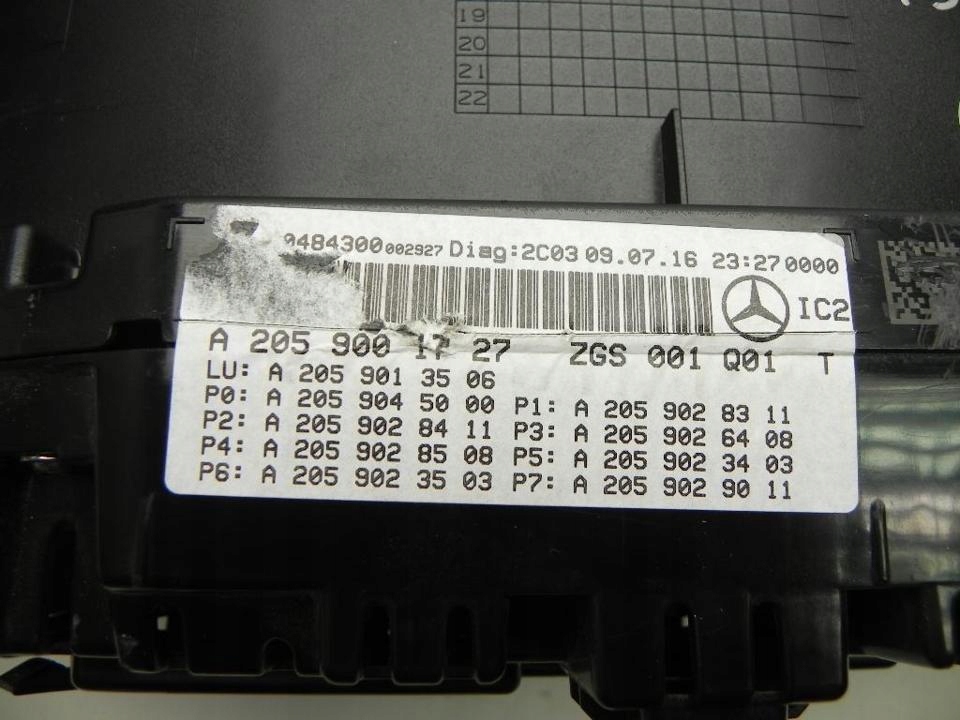 19
20
21
22
0484300002927 Diag:2C03 09.07.16 23:27 0000
IC2
A 205 900 17 27 ZGS 001 Q01 T
LU: A 205 901 35 06
P0: A 205 904 50 00 P1: A 205 902 83 11
P2: A 205 902 84 11 P3: A 205 902 64 08
P4: A 205 902 85 08 P5: A 205 902 34 03
P6: A 205 902 35 03 P7: A 205 902 90 11